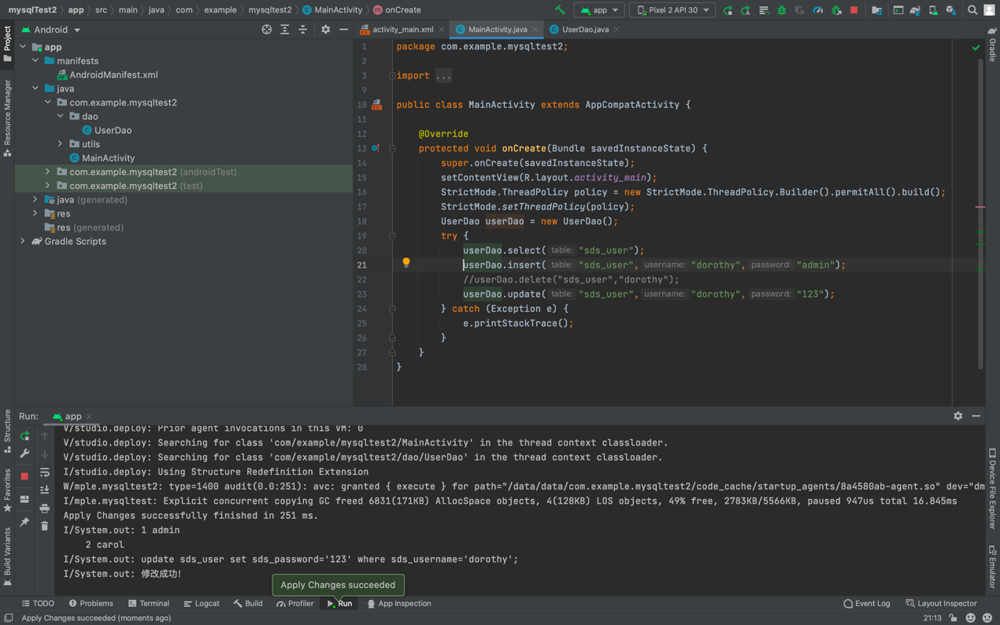 mysqlTest2 app src main java com example mysqltest2 MainActivity onCreate
app Pixel 2 API 30
Project
Resource Manager
Structure
Favorites
Build Variants
Android
app
manifests
AndroidManifest.xml
java
com.example.mysqltest2
dao
UserDao
utils
MainActivity
com.example.mysqltest2 (androidTest)
com.example.mysqltest2 (test)
java (generated)
res
res (generated)
Gradle Scripts
activity_main.xml MainActivity.java UserDao.java
1 package com.example.mysqltest2;
2
3 import ...
9
10 public class MainActivity extends AppCompatActivity {
11
12 @Override
13 protected void onCreate(Bundle savedInstanceState) {
14 super.onCreate(savedInstanceState);
15 setContentView(R.layout.activity_main);
16 StrictMode.ThreadPolicy policy = new StrictMode.ThreadPolicy.Builder().permitAll().build();
17 StrictMode.setThreadPolicy(policy);
18 UserDao userDao = new UserDao();
19 try {
20 userDao.select( table: "sds_user");
21 userDao.insert( table: "sds_user", username: "dorothy", password: "admin");
22 //userDao.delete("sds_user","dorothy");
23 userDao.update( table: "sds_user", username: "dorothy", password: "123");
24 } catch (Exception e) {
25 e.printStackTrace();
26 }
27 }
28 }
Gradle
Device File Explorer
Emulator
Run: app
V/studio.deploy: Prior agent invocations in this VM: 0
V/studio.deploy: Searching for class 'com/example/mysqltest2/MainActivity' in the thread context classloader.
V/studio.deploy: Searching for class 'com/example/mysqltest2/dao/UserDao' in the thread context classloader.
I/studio.deploy: Using Structure Redefinition Extension
W/mple.mysqltest2: type=1400 audit(0.0:251): avc: granted { execute } for path="/data/data/com.example.mysqltest2/code_cache/startup_agents/8a4580ab-agent.so" dev="dm
I/mple.mysqltest: Explicit concurrent copying GC freed 6831(171KB) AllocSpace objects, 4(128KB) LOS objects, 49% free, 2783KB/5566KB, paused 947us total 16.845ms
Apply Changes successfully finished in 251 ms.
I/System.out: 1 admin
2 carol
I/System.out: update sds_user set sds_password='123' where sds_username='dorothy';
I/System.out: 修改成功!
Apply Changes succeeded
TODO Problems Terminal Logcat Build Profiler Run App Inspection Event Log Layout Inspector
Apply Changes succeeded (moments ago) 21:13